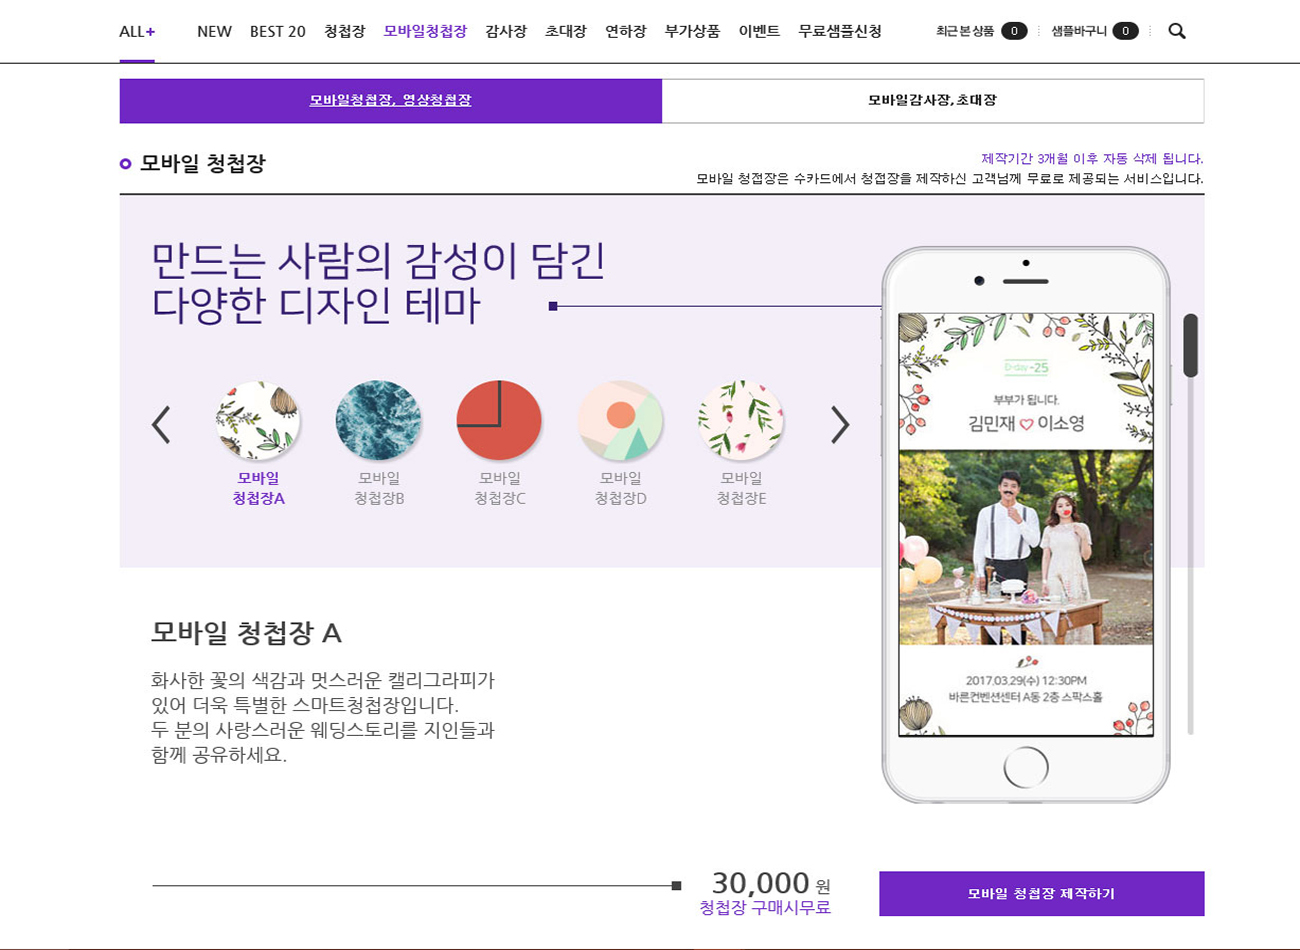 ALL+ NEW BEST 20 청첩장 모바일청첩장 감사장 초대장 연하장 부가상품 이벤트 무료샘플신청 최근본상품 0 샘플바구니 0
모바일청첩장, 영상청첩장 모바일감사장,초대장
모바일 청첩장
제작기간 3개월 이후 자동 삭제 됩니다.
모바일 청접장은 수카드에서 청접장을 제작하신 고객님께 무료로 제공되는 서비스입니다.
만드는 사람의 감성이 담긴
다양한 디자인 테마
모바일
청첩장A
모바일
청첩장B
모바일
청첩장C
모바일
청첩장D
모바일
청첩장E
D-day -25
부부가 됩니다.
김민재 이소영
2017.03.29(수) 12:30PM
바른컨벤션센터 A동 2층 스팍스홀
모바일 청첩장 A
화사한 꽃의 색감과 멋스러운 캘리그라피가
있어 더욱 특별한 스마트청첩장입니다.
두 분의 사랑스러운 웨딩스토리를 지인들과
함께 공유하세요.
30,000 원
청첩장 구매시무료
모바일 청첩장 제작하기